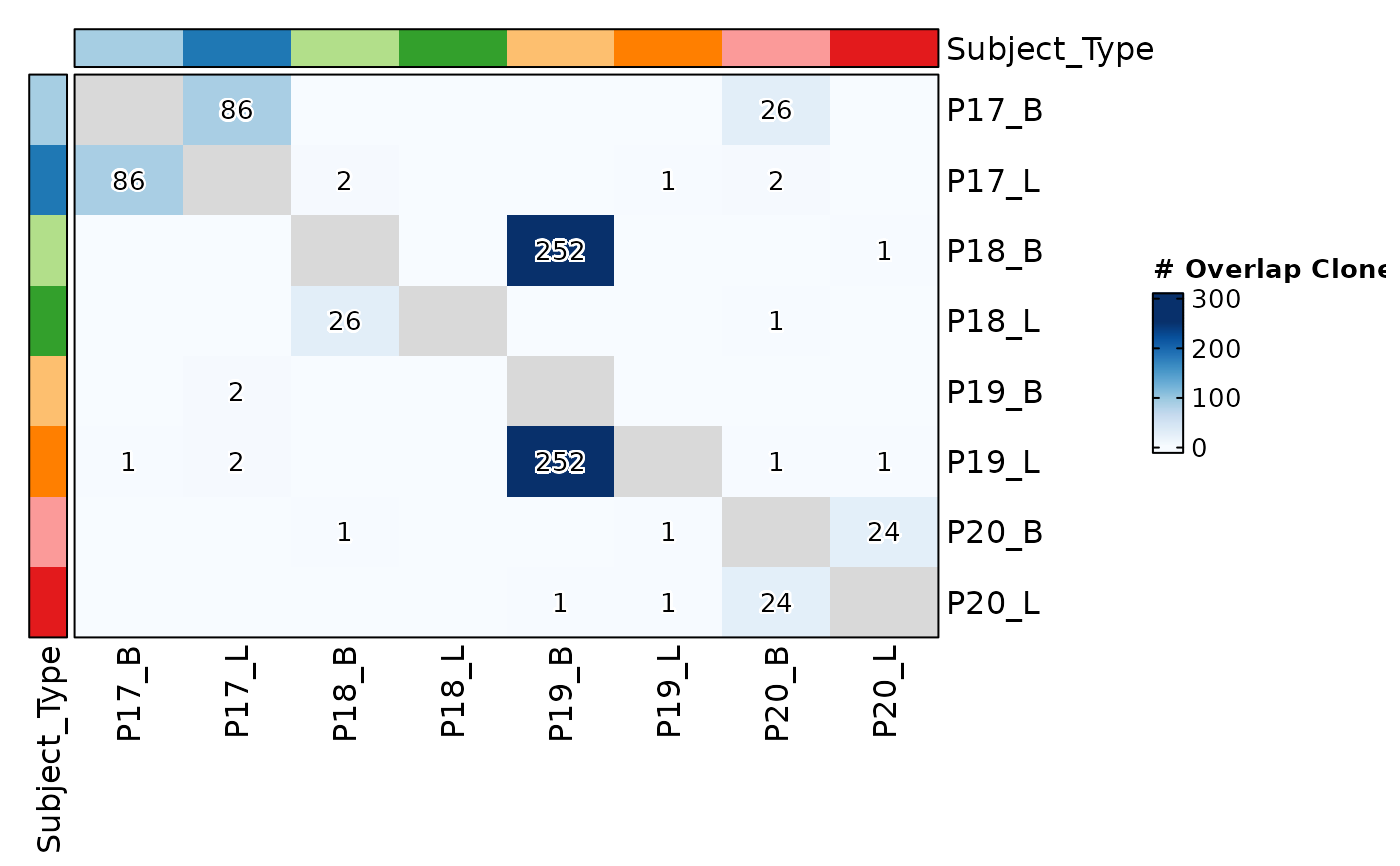 Subject_Type
86 26 P17_B
86 2 1 2 P17_L
252 1 P18_B
26 1 P18_L
2 P19_B
1 2 252 1 1 P19_L
1 1 24 P20_B
1 1 24 P20_L
Subject_Type
P17_B
P17_L
P18_B
P18_L
P19_B
P19_L
P20_B
P20_L
# Overlap Clone
300
200
100
0